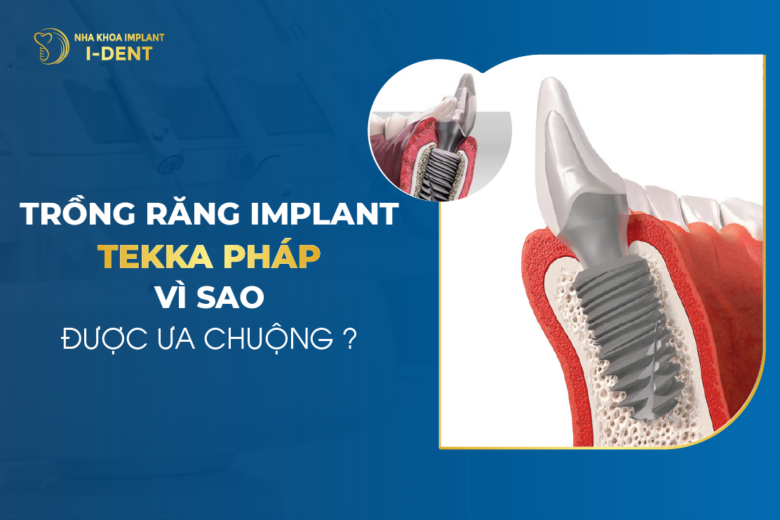 NHA KHOA IMPLANT
I-DENT
TRỒNG RĂNG IMPLANT
TEKKA PHÁP
VÌ SAO
ĐƯỢC ƯA CHUỘNG ?